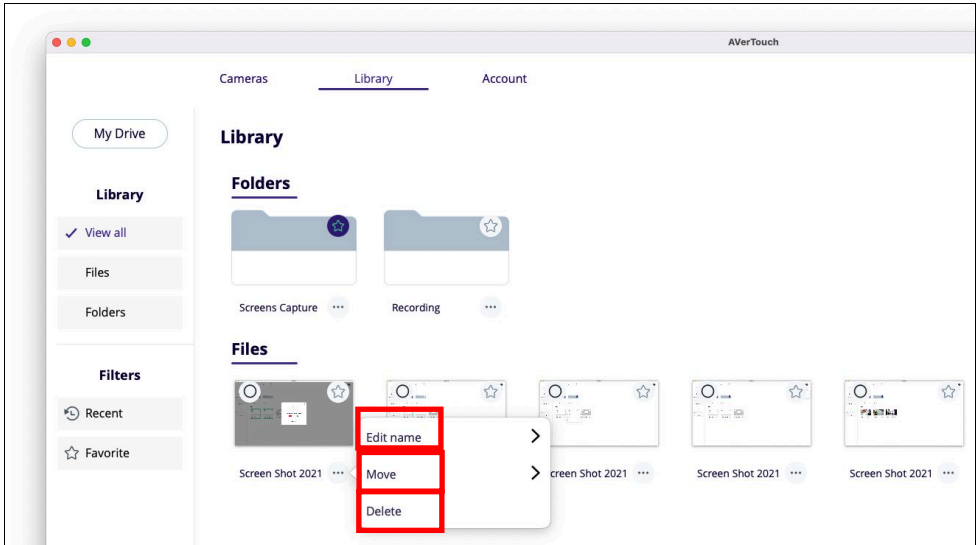 AVerTouch
Cameras Library Account
My Drive
Library
Library
Folders
View all
Files
Folders
Screens Capture ··· Recording ···
Files
Filters
Recent
Favorite
Edit name
Move
Delete
Screen Shot 2021 ··· creen Shot 2021 ··· Screen Shot 2021 ··· Screen Shot 2021 ···